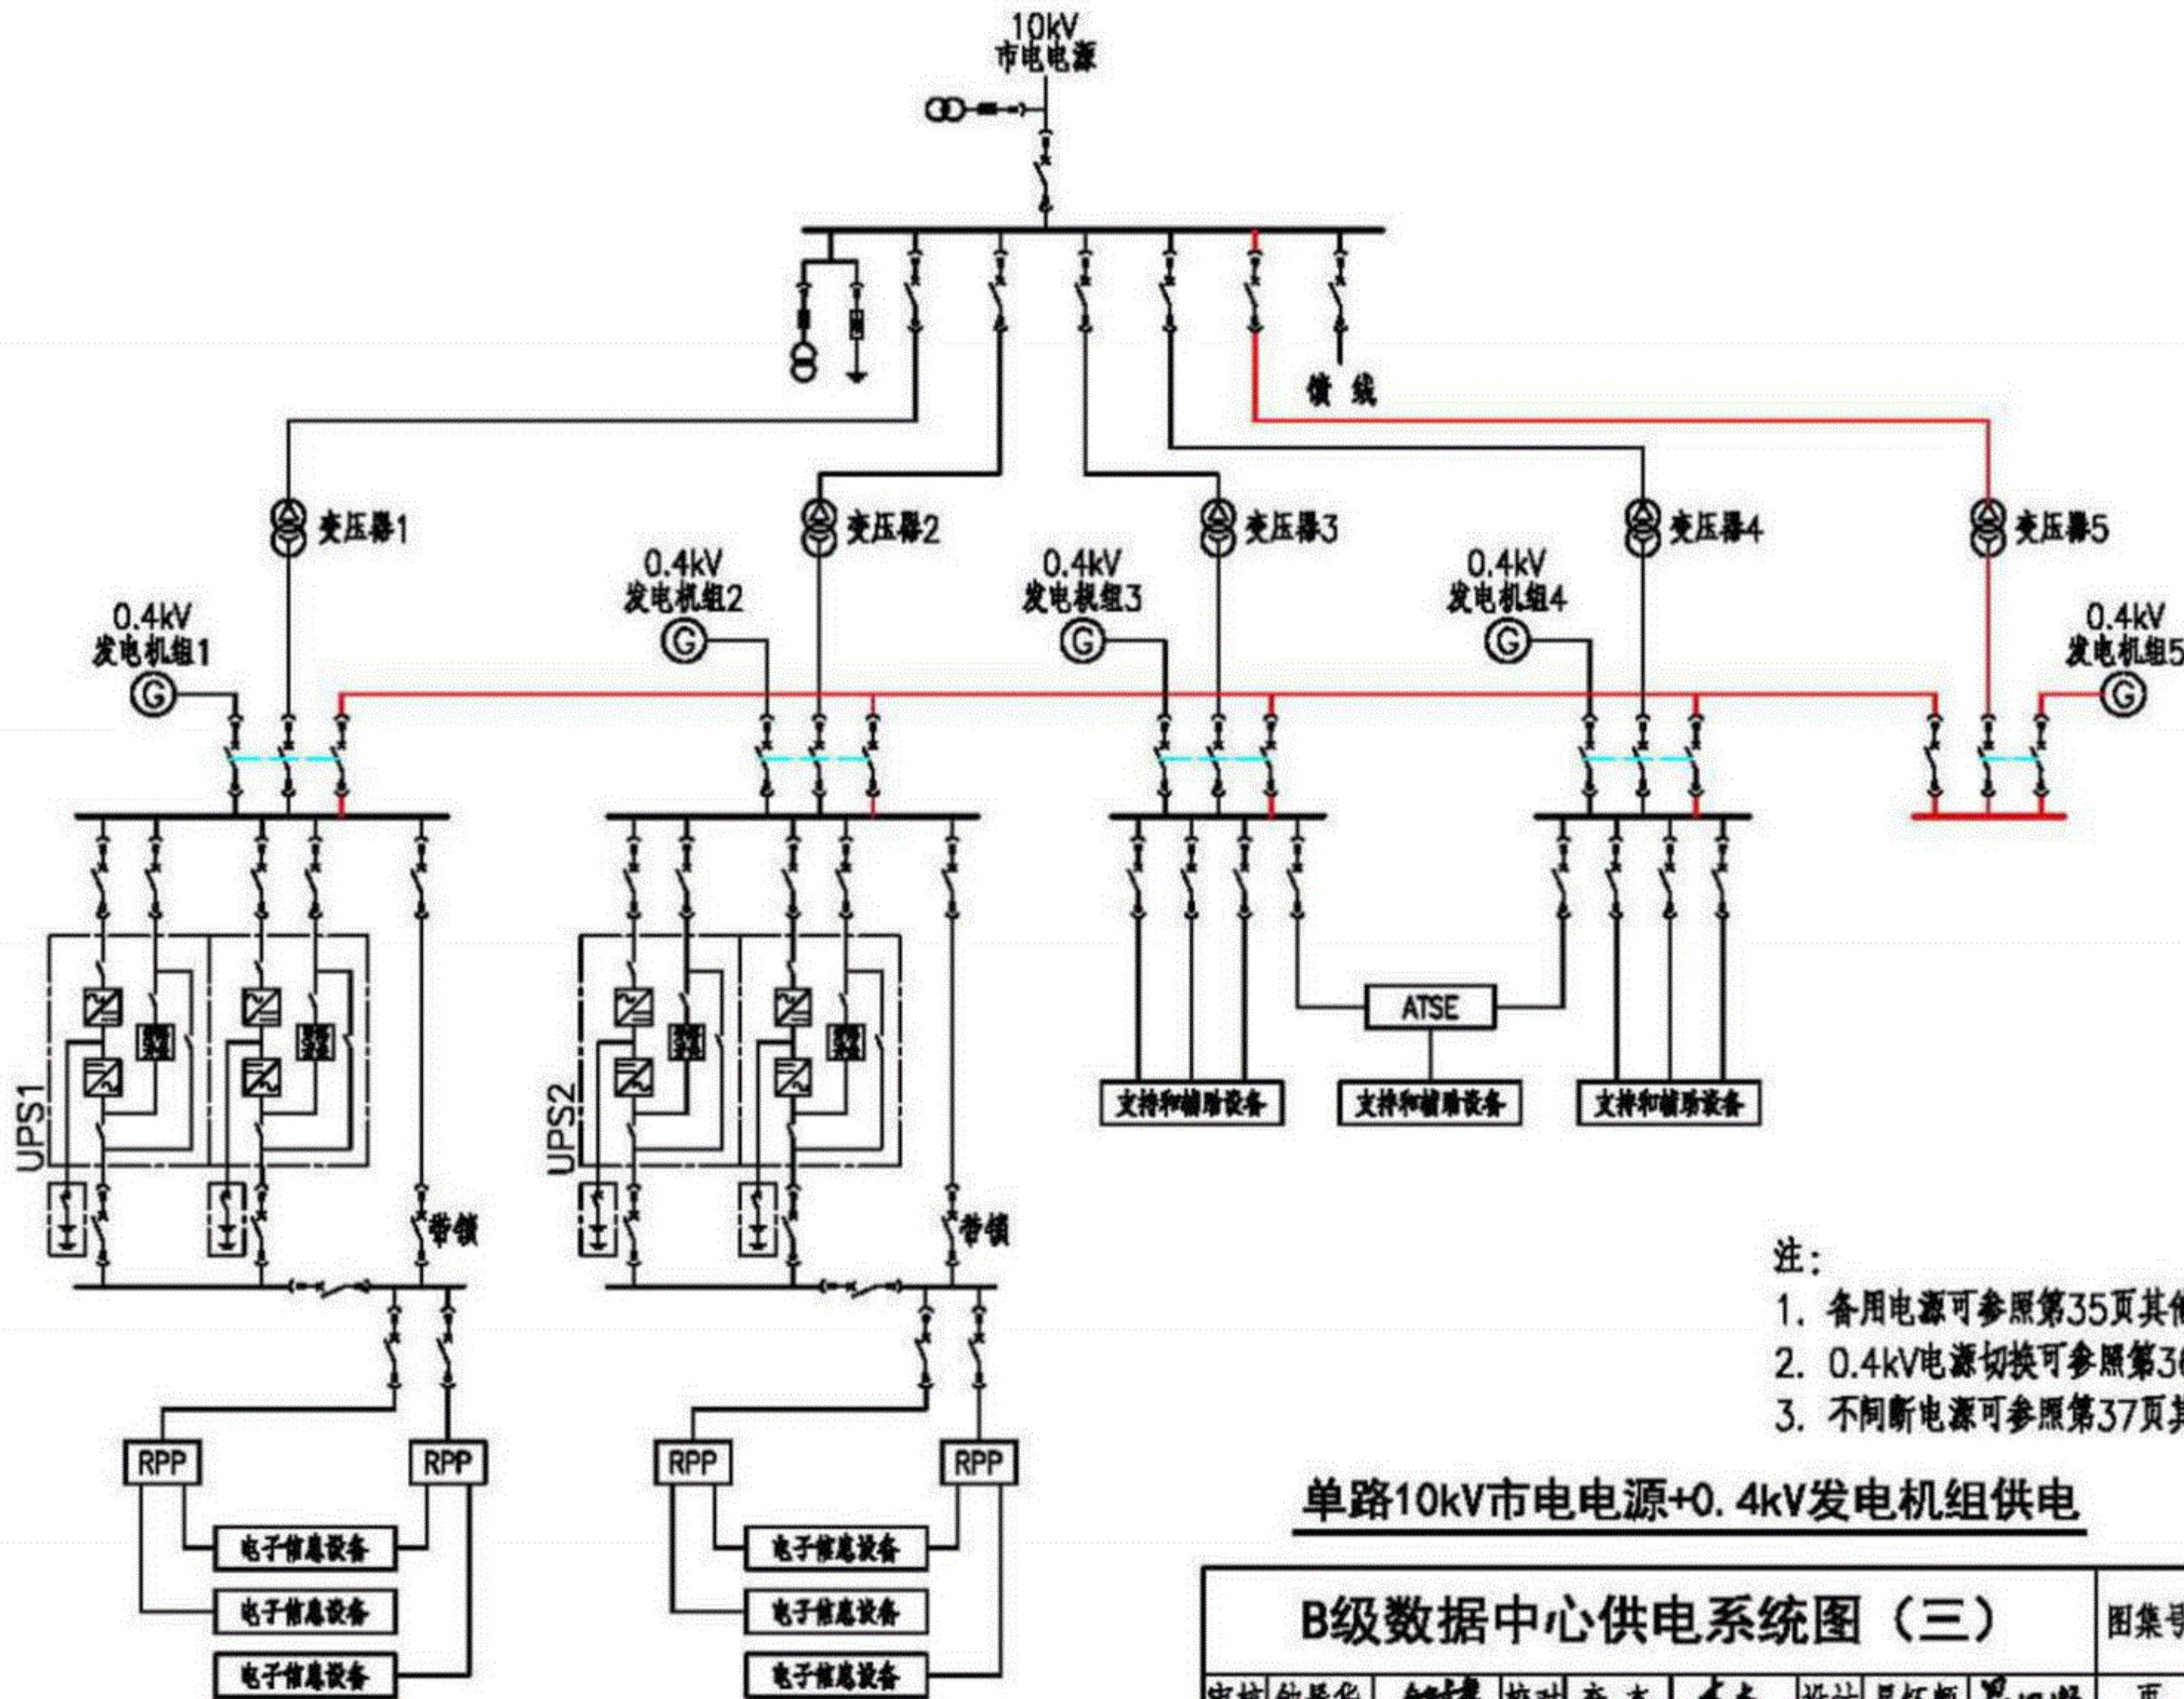 10kV
市电电源
馈 线
变压器1
变压器2
变压器3
变压器4
变压器5
0.4kV
发电机组1
0.4kV
发电机组2
0.4kV
发电机组3
0.4kV
发电机组4
0.4kV
发电机组5
G
G
G
G
G
UPS1
UPS2
ATSE
支持和辅助设备
支持和辅助设备
支持和辅助设备
带锁
带锁
RPP
RPP
RPP
RPP
电子信息设备
电子信息设备
电子信息设备
电子信息设备
电子信息设备
电子信息设备
注:
1. 备用电源可参照第35页其
2. 0.4kV电源切换可参照第3
3. 不间断电源可参照第37页其
单路10kV市电电源+0.4kV发电机组供电
B级数据中心供电系统图（三）
图集号
审核 校对 设计 页